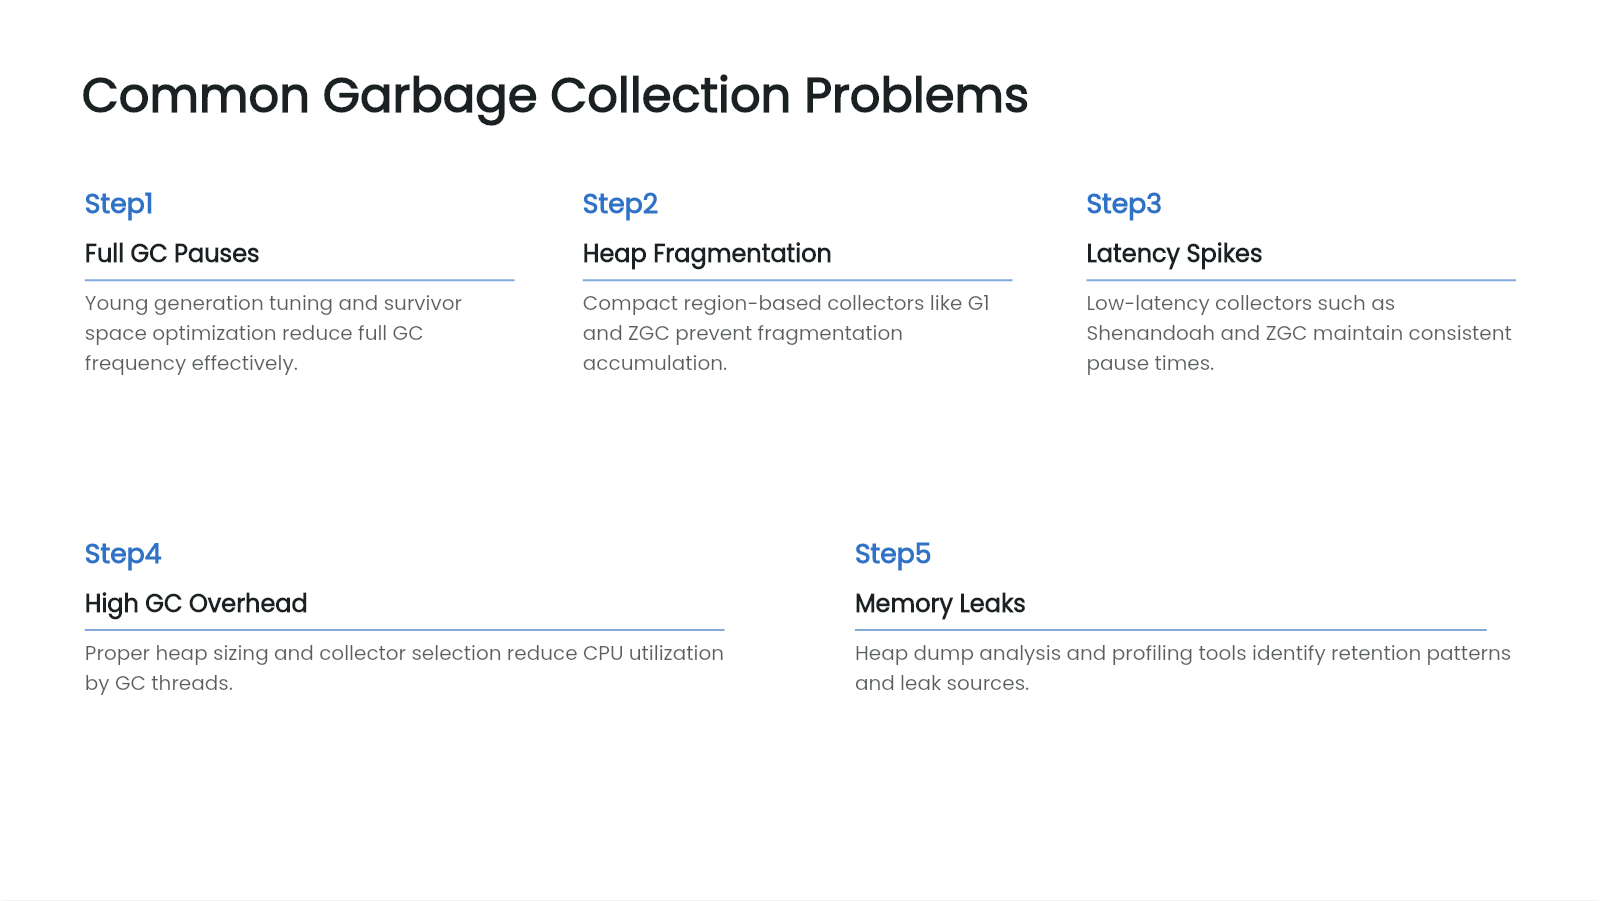 Common Garbage Collection Problems
Step1
Full GC Pauses
Young generation tuning and survivor
space optimization reduce full GC
frequency effectively.
Step2
Heap Fragmentation
Compact region-based collectors like G1
and ZGC prevent fragmentation
accumulation.
Step3
Latency Spikes
Low-latency collectors such as
Shenandoah and ZGC maintain consistent
pause times.
Step4
High GC Overhead
Proper heap sizing and collector selection reduce CPU utilization
by GC threads.
Step5
Memory Leaks
Heap dump analysis and profiling tools identify retention patterns
and leak sources.